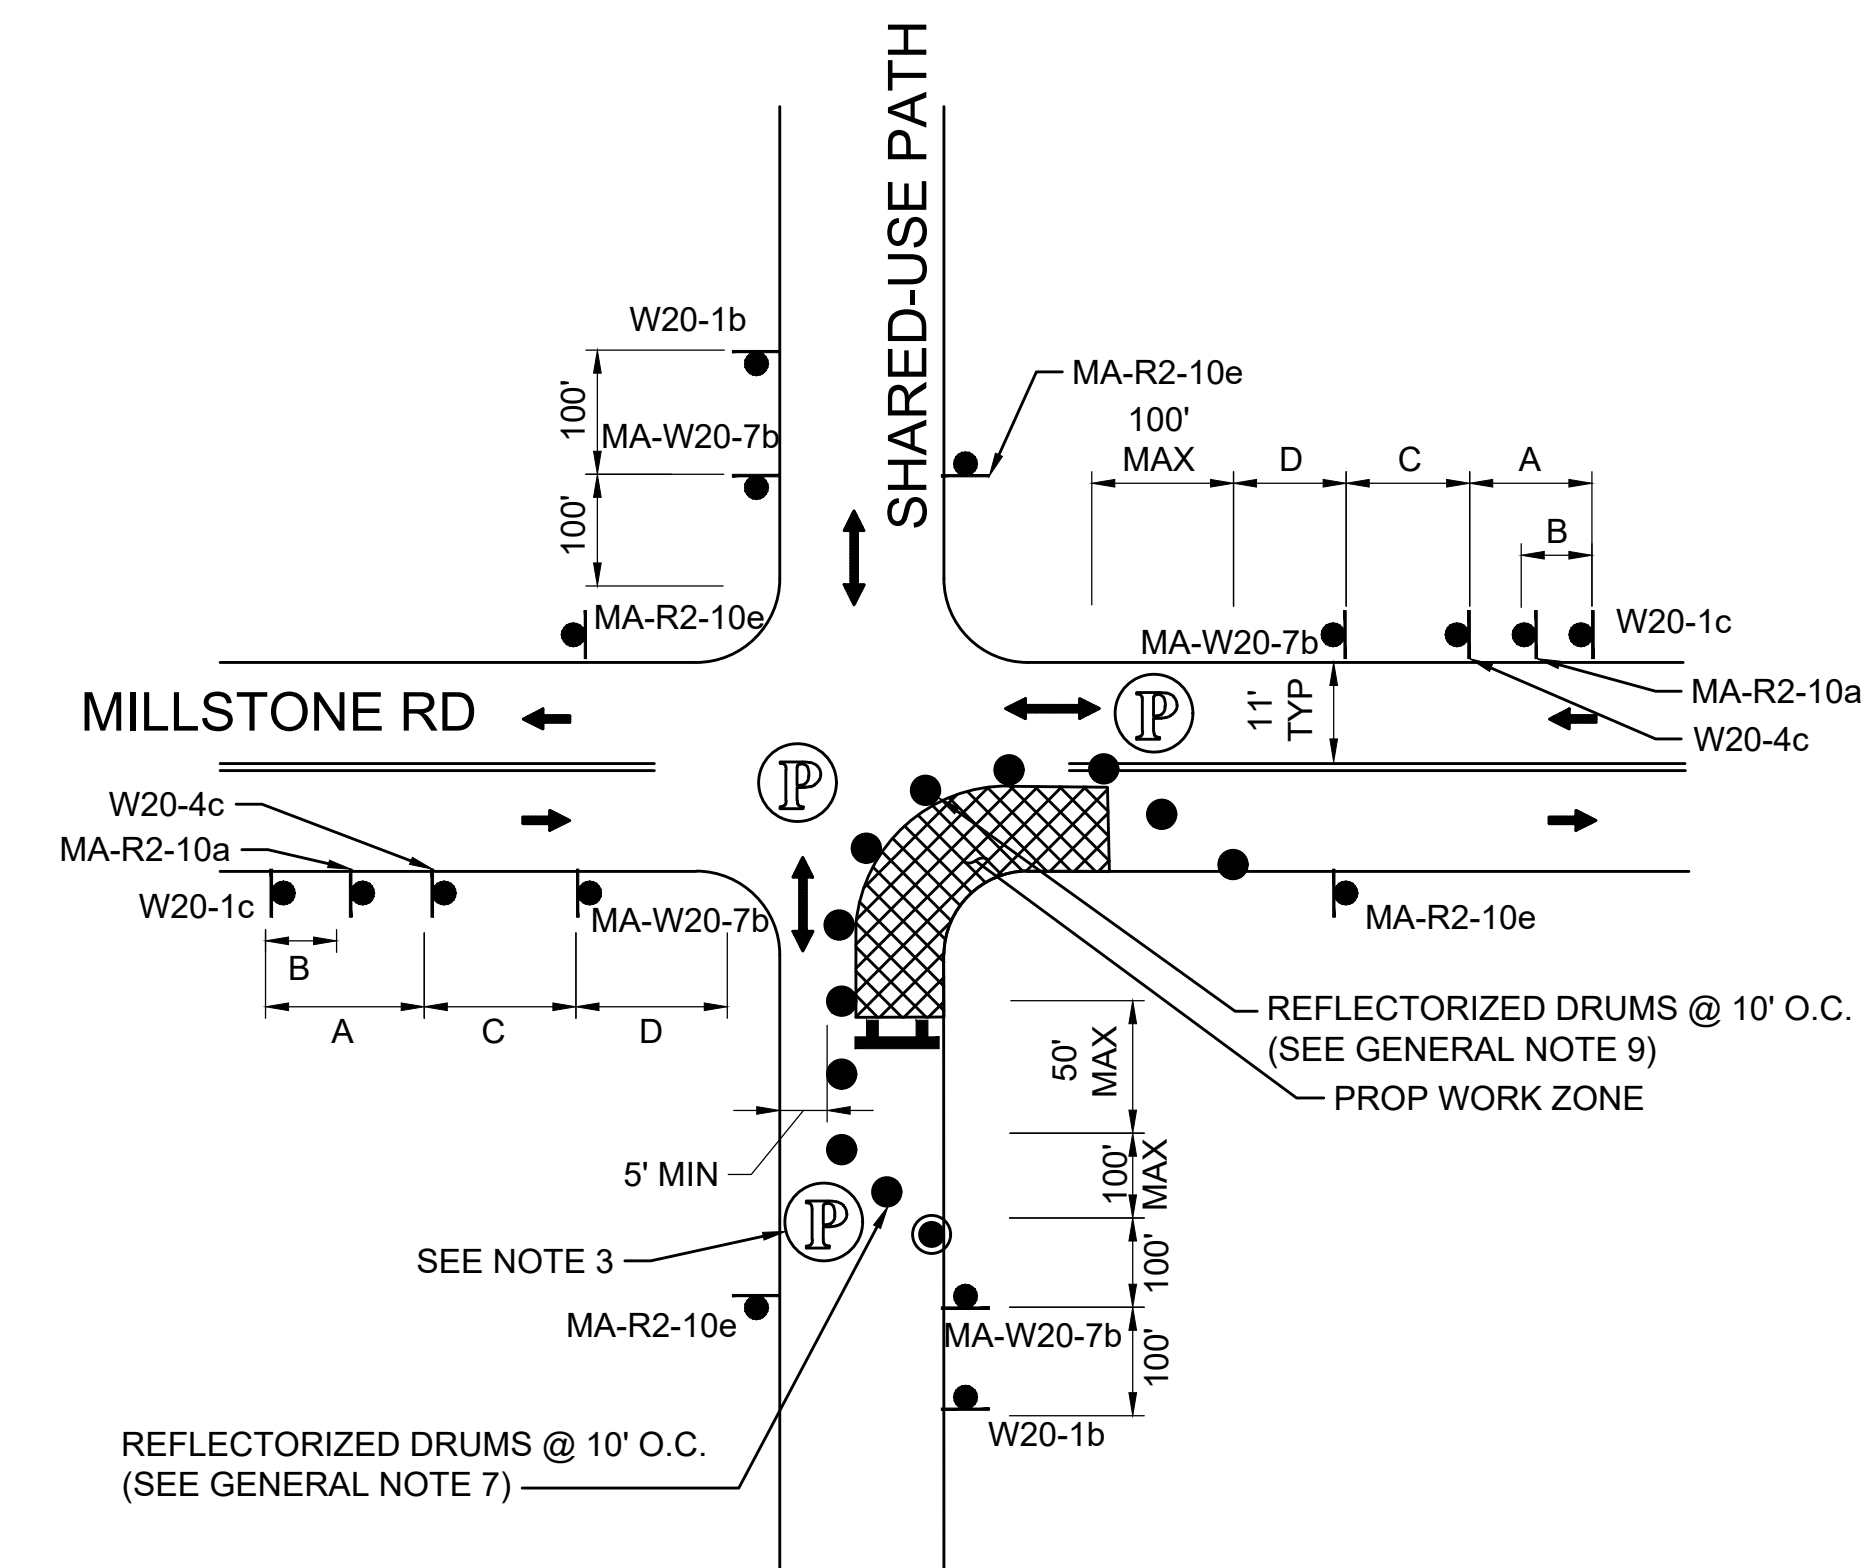 SHARED-USE PATH
W20-1b
100'
MA-W20-7b
100'
MA-R2-10e
MA-R2-10e
100'
MAX
D
C
A
B
MA-W20-7b
W20-1c
MA-R2-10a
W20-4c
11'
TYP
MILLSTONE RD
P
P
W20-4c
MA-R2-10a
W20-1c
MA-W20-7b
B
A
C
D
MA-R2-10e
REFLECTORIZED DRUMS @ 10' O.C.
(SEE GENERAL NOTE 9)
PROP WORK ZONE
50'
MAX
100'
MAX
100'
100'
5' MIN
P
SEE NOTE 3
MA-R2-10e
MA-W20-7b
W20-1b
REFLECTORIZED DRUMS @ 10' O.C.
(SEE GENERAL NOTE 7)